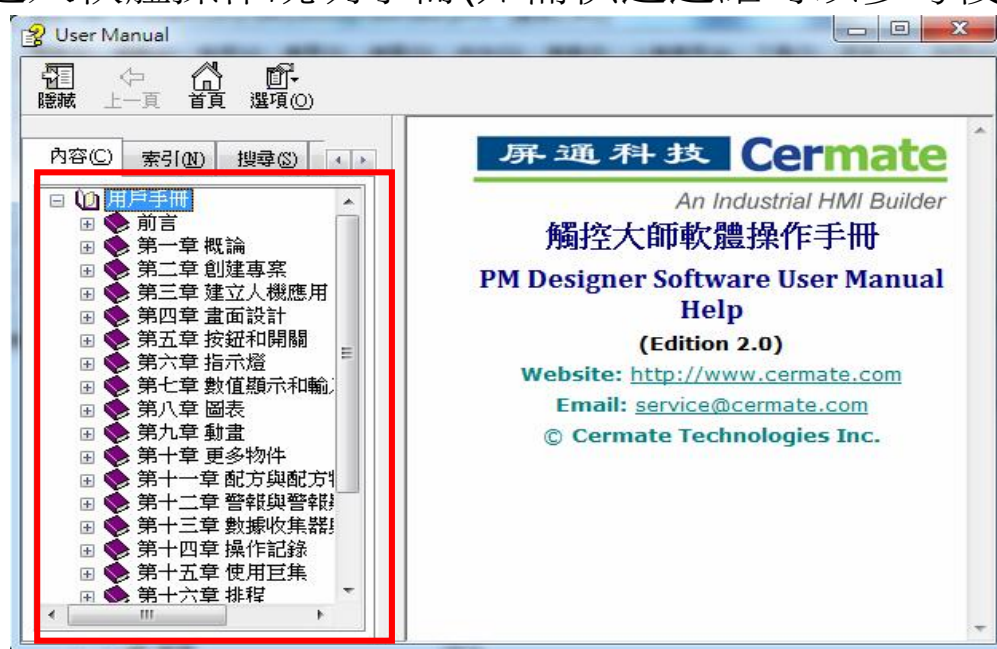 User Manual
隱藏 上一頁 首頁 選項(O)
內容(C) 索引(N) 搜尋(S)
用戶手冊
前言
第一章 概論
第二章 創建專案
第三章 建立人機應用
第四章 畫面設計
第五章 按鈕和開關
第六章 指示燈
第七章 數值顯示和輸
第八章 圖表
第九章 動畫
第十章 更多物件
第十一章 配方與配方
第十二章 警報與警報
第十三章 數據收集器
第十四章 操作記錄
第十五章 使用巨集
第十六章 排程
屏通科技 Cermate
An Industrial HMI Builder
觸控大師軟體操作手冊
PM Designer Software User Manual
Help
(Edition 2.0)
Website: http://www.cermate.com
Email: service@cermate.com
© Cermate Technologies Inc.